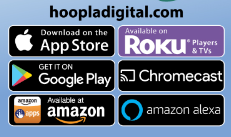 hoopladigital.com
Download on the
App Store
Available on
ROKU Players
& TVs
GET IT ON
Google Play
Chromecast
amazon
apps
Available at
amazon
amazon alexa